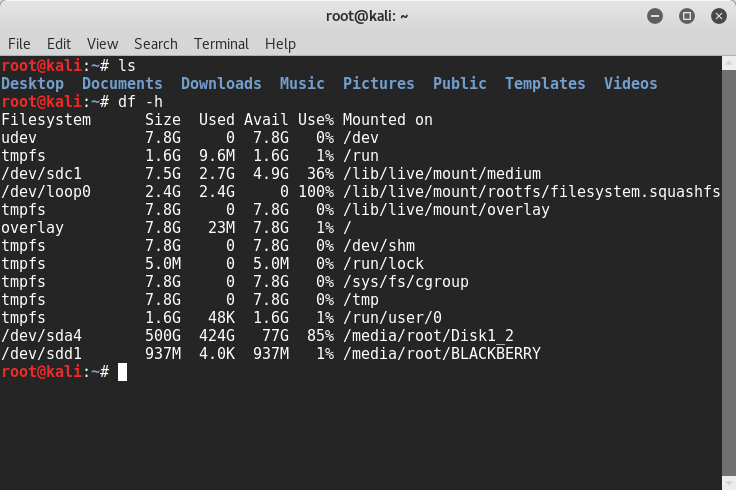 root@kali: ~
File Edit View Search Terminal Help
root@kali:~# ls
Desktop  Documents  Downloads  Music  Pictures  Public  Templates  Videos
root@kali:~# df -h
Filesystem      Size  Used Avail Use% Mounted on
udev            7.8G     0  7.8G   0% /dev
tmpfs           1.6G  9.6M  1.6G   1% /run
/dev/sdc1       7.5G  2.7G  4.9G  36% /lib/live/mount/medium
/dev/loop0      2.4G  2.4G     0 100% /lib/live/mount/rootfs/filesystem.squashfs
tmpfs           7.8G     0  7.8G   0% /lib/live/mount/overlay
overlay         7.8G   23M  7.8G   1% /
tmpfs           7.8G     0  7.8G   0% /dev/shm
tmpfs           5.0M     0  5.0M   0% /run/lock
tmpfs           7.8G     0  7.8G   0% /sys/fs/cgroup
tmpfs           7.8G     0  7.8G   0% /tmp
tmpfs           1.6G   48K  1.6G   1% /run/user/0
/dev/sda4       500G  424G   77G  85% /media/root/Disk1_2
/dev/sdd1       937M  4.0K  937M   1% /media/root/BLACKBERRY
root@kali:~#